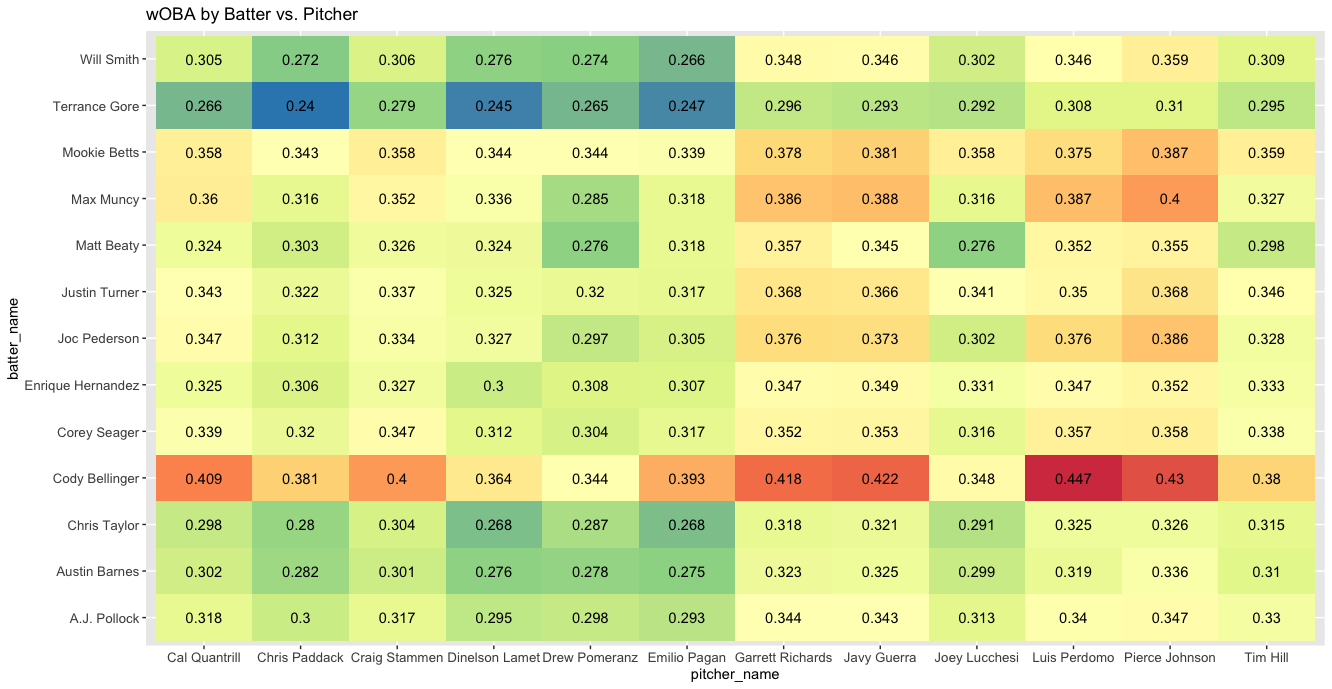 wOBA by Batter vs. Pitcher
batter_name
Will Smith 0.305 0.272 0.306 0.276 0.274 0.266 0.348 0.346 0.302 0.346 0.359 0.309
Terrance Gore 0.266 0.24 0.279 0.245 0.265 0.247 0.296 0.293 0.292 0.308 0.31 0.295
Mookie Betts 0.358 0.343 0.358 0.344 0.344 0.339 0.378 0.381 0.358 0.375 0.387 0.359
Max Muncy 0.36 0.316 0.352 0.336 0.285 0.318 0.386 0.388 0.316 0.387 0.4 0.327
Matt Beaty 0.324 0.303 0.326 0.324 0.276 0.318 0.357 0.345 0.276 0.352 0.355 0.298
Justin Turner 0.343 0.322 0.337 0.325 0.32 0.317 0.368 0.366 0.341 0.35 0.368 0.346
Joc Pederson 0.347 0.312 0.334 0.327 0.297 0.305 0.376 0.373 0.302 0.376 0.386 0.328
Enrique Hernandez 0.325 0.306 0.327 0.3 0.308 0.307 0.347 0.349 0.331 0.347 0.352 0.333
Corey Seager 0.339 0.32 0.347 0.312 0.304 0.317 0.352 0.353 0.316 0.357 0.358 0.338
Cody Bellinger 0.409 0.381 0.4 0.364 0.344 0.393 0.418 0.422 0.348 0.447 0.43 0.38
Chris Taylor 0.298 0.28 0.304 0.268 0.287 0.268 0.318 0.321 0.291 0.325 0.326 0.315
Austin Barnes 0.302 0.282 0.301 0.276 0.278 0.275 0.323 0.325 0.299 0.319 0.336 0.31
A.J. Pollock 0.318 0.3 0.317 0.295 0.298 0.293 0.344 0.343 0.313 0.34 0.347 0.33
Cal Quantrill Chris Paddack Craig Stammen Dinelson Lamet Drew Pomeranz Emilio Pagan Garrett Richards Javy Guerra Joey Lucchesi Luis Perdomo Pierce Johnson Tim Hill
pitcher_name